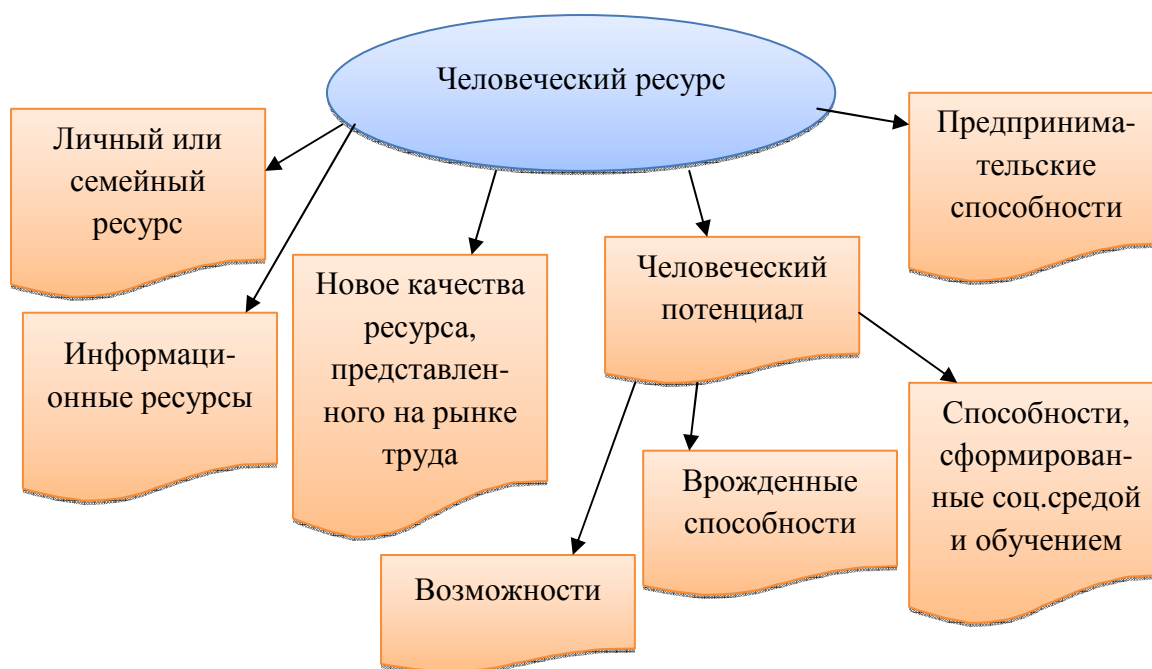 Человеческий ресурс
Личный или
семейный
ресурс
Предпринима-
тельские
способности
Информаци-
онные ресурсы
Новое качества
ресурса,
представлен-
ного на рынке
труда
Человеческий
потенциал
Возможности
Врожденные
способности
Способности,
сформирован-
ные соц.средой
и обучением